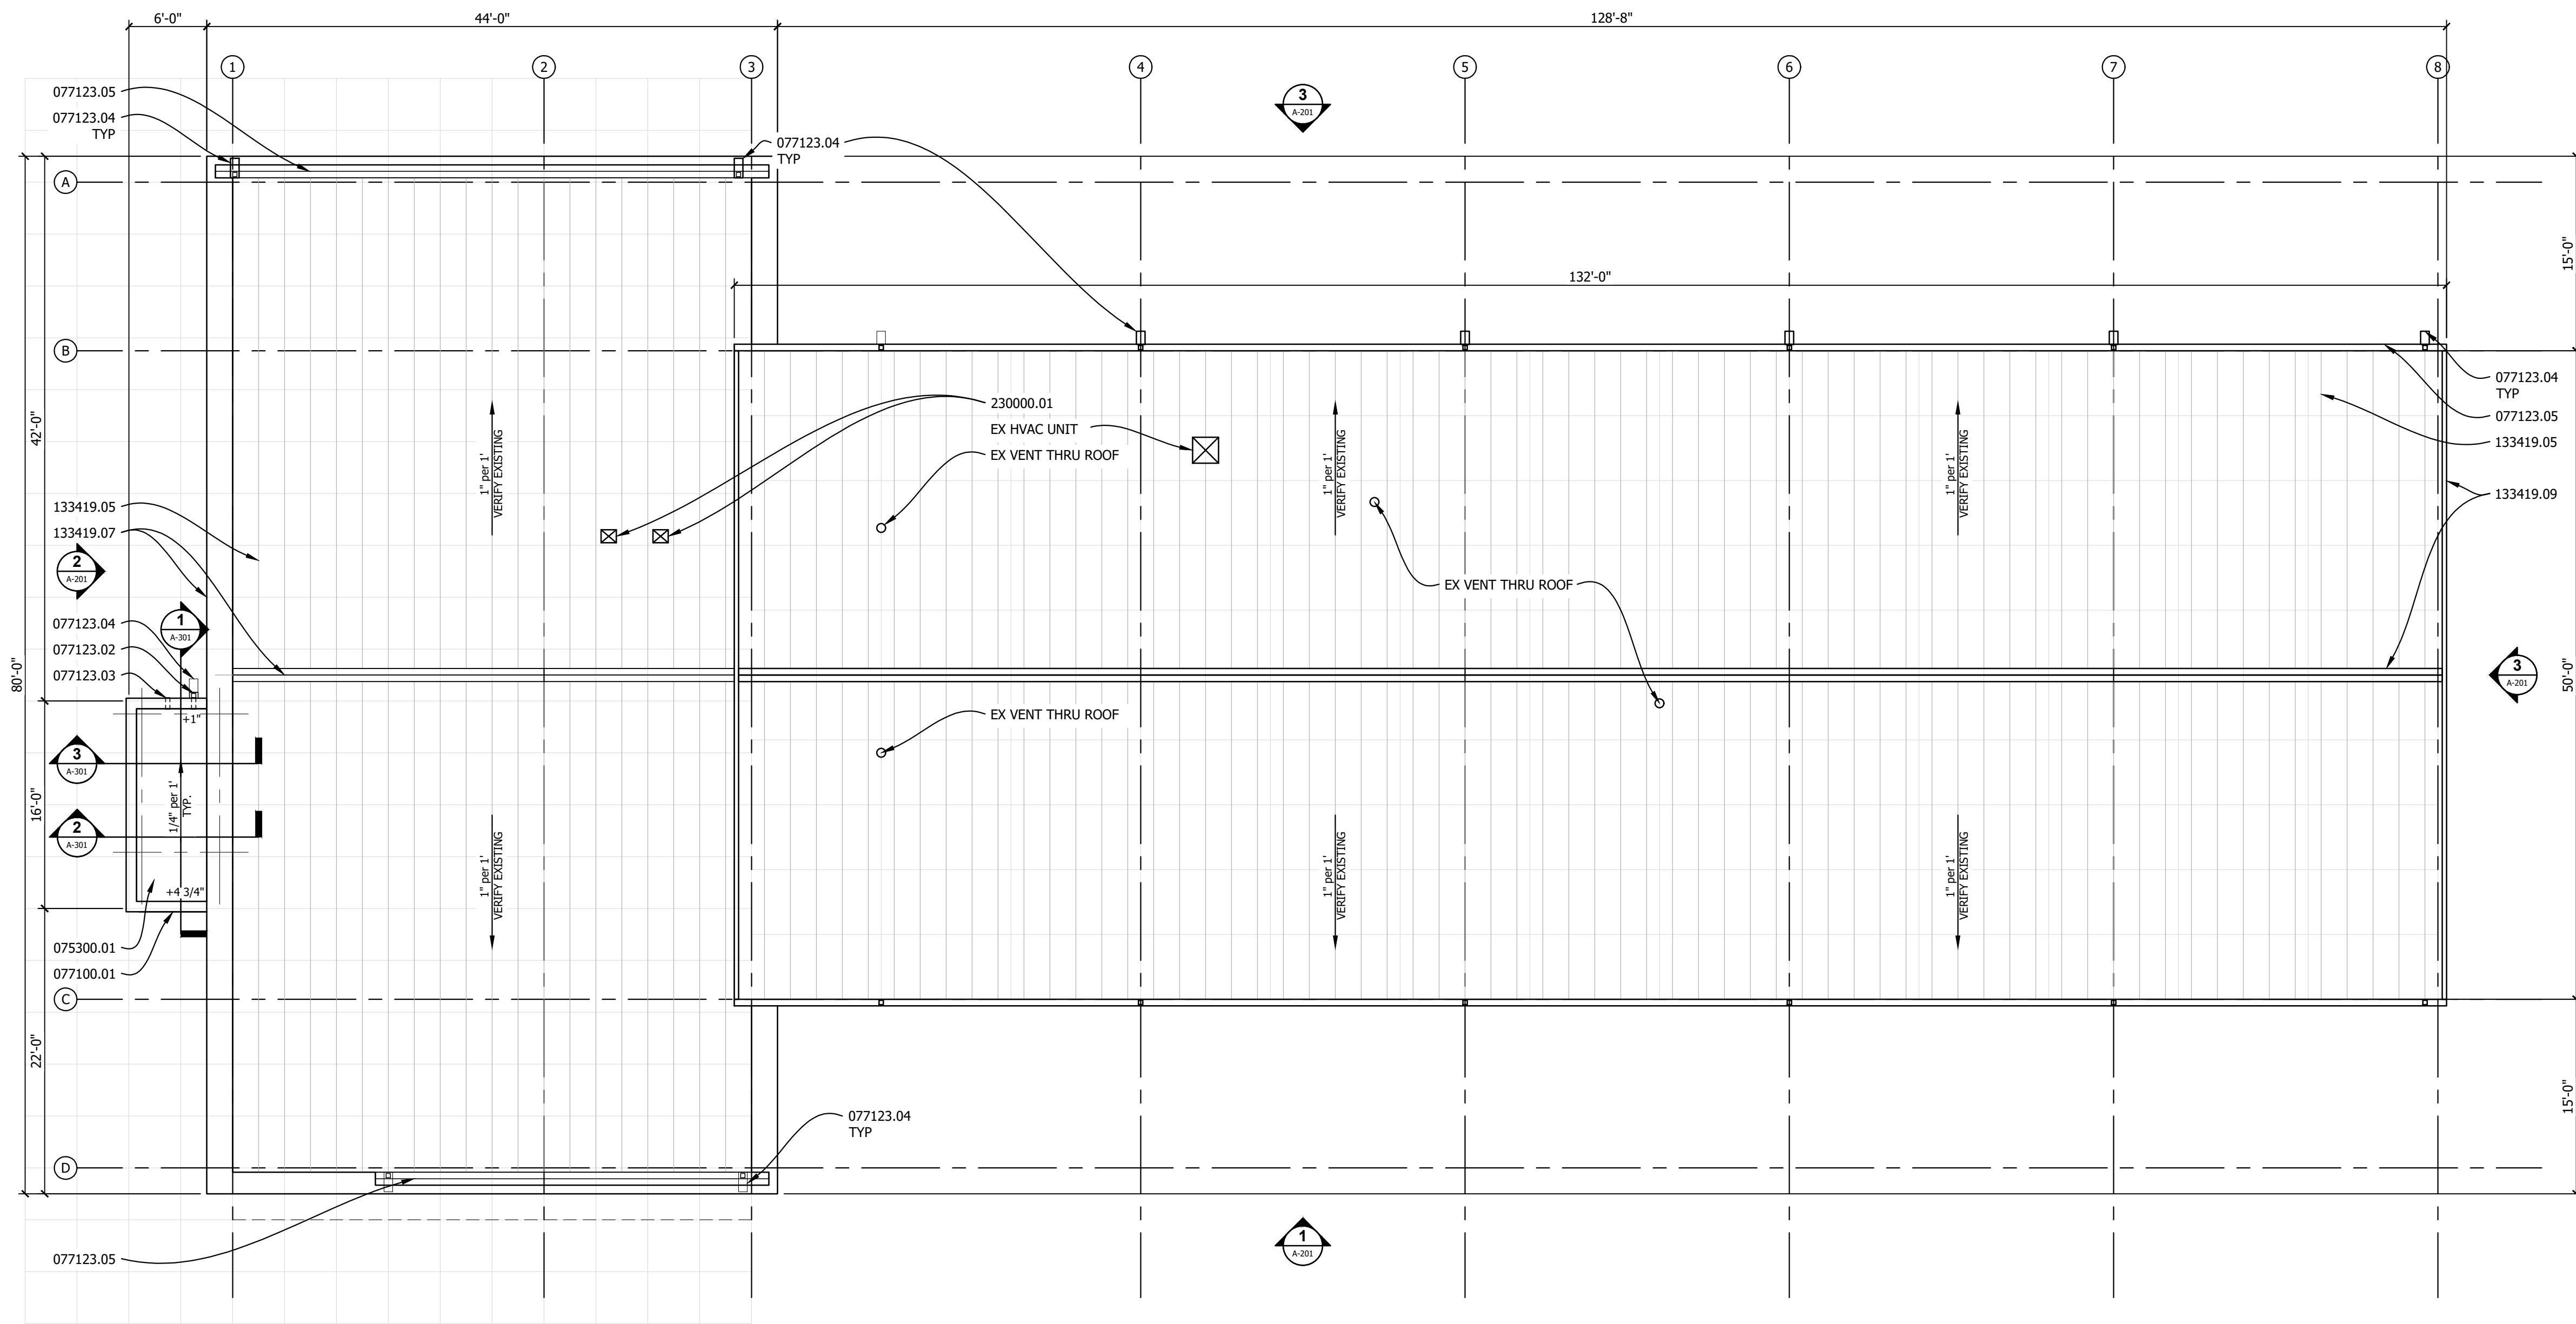 6'-0"
44'-0"
128'-8"
1
2
3
4
5
6
7
8
077123.05
077123.04
TYP
3
A-201
077123.04
TYP
A
15'-0"
132'-0"
B
077123.04
TYP
077123.05
133419.05
133419.09
42'-0"
1" per 1'
VERIFY EXISTING
230000.01
EX HVAC UNIT
EX VENT THRU ROOF
1" per 1'
VERIFY EXISTING
1" per 1'
VERIFY EXISTING
133419.05
133419.07
2
A-201
EX VENT THRU ROOF
1
A-301
077123.04
077123.02
077123.03
80'-0"
50'-0"
3
A-201
+1"
EX VENT THRU ROOF
3
A-301
16'-0"
1/4" per 1'
TYP.
2
A-301
+4 3/4"
1" per 1'
VERIFY EXISTING
1" per 1'
VERIFY EXISTING
1" per 1'
VERIFY EXISTING
075300.01
077100.01
C
22'-0"
15'-0"
077123.04
TYP
D
077123.05
1
A-201